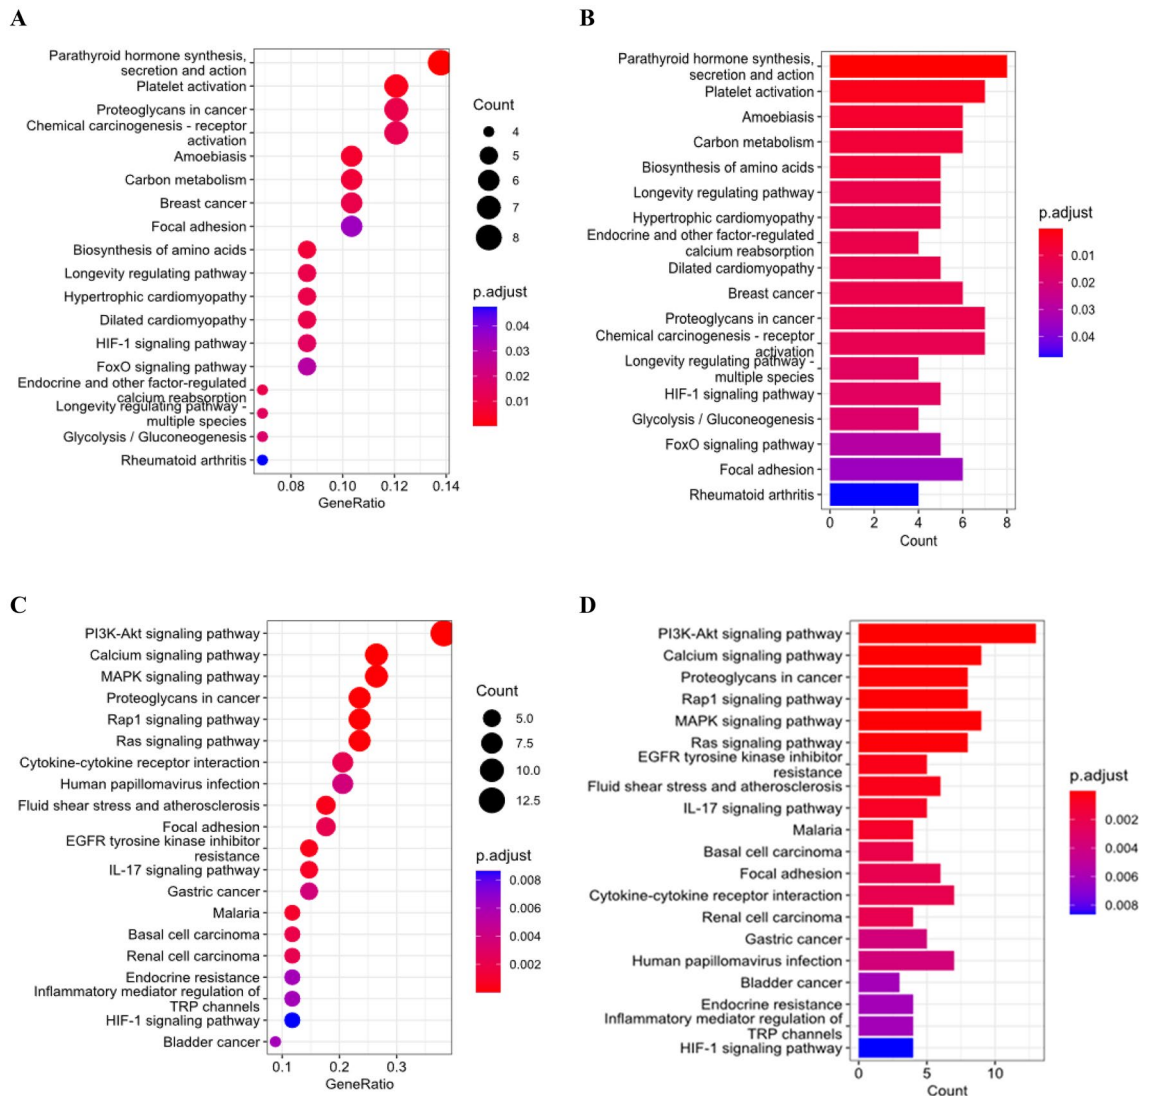 A
Parathyroid hormone synthesis,
secretion and action
Platelet activation
Proteoglycans in cancer
Chemical carcinogenesis - receptor
activation
Amoebiasis
Carbon metabolism
Breast cancer
Focal adhesion
Biosynthesis of amino acids
Longevity regulating pathway
Hypertrophic cardiomyopathy
Dilated cardiomyopathy
HIF-1 signaling pathway
FoxO signaling pathway
Endocrine and other factor-regulated
calcium reabsorption
Longevity regulating pathway -
multiple species
Glycolysis / Gluconeogenesis
Rheumatoid arthritis
0.08 0.10 0.12 0.14
GeneRatio
Count
4
5
6
7
8
p.adjust
0.04
0.03
0.02
0.01
B
Parathyroid hormone synthesis,
secretion and action
Platelet activation
Amoebiasis
Carbon metabolism
Biosynthesis of amino acids
Longevity regulating pathway
Hypertrophic cardiomyopathy
Endocrine and other factor-regulated
calcium reabsorption
Dilated cardiomyopathy
Breast cancer
Proteoglycans in cancer
Chemical carcinogenesis - receptor
activation
Longevity regulating pathway -
multiple species
HIF-1 signaling pathway
Glycolysis / Gluconeogenesis
FoxO signaling pathway
Focal adhesion
Rheumatoid arthritis
0 2 4 6 8
Count
p.adjust
0.01
0.02
0.03
0.04
C
PI3K-Akt signaling pathway
Calcium signaling pathway
MAPK signaling pathway
Proteoglycans in cancer
Rap1 signaling pathway
Ras signaling pathway
Cytokine-cytokine receptor interaction
Human papillomavirus infection
Fluid shear stress and atherosclerosis
Focal adhesion
EGFR tyrosine kinase inhibitor
resistance
IL-17 signaling pathway
Gastric cancer
Malaria
Basal cell carcinoma
Renal cell carcinoma
Endocrine resistance
Inflammatory mediator regulation of
TRP channels
HIF-1 signaling pathway
Bladder cancer
0.1 0.2 0.3
GeneRatio
Count
5.0
7.5
10.0
12.5
p.adjust
0.008
0.006
0.004
0.002
D
PI3K-Akt signaling pathway
Calcium signaling pathway
Proteoglycans in cancer
Rap1 signaling pathway
MAPK signaling pathway
Ras signaling pathway
EGFR tyrosine kinase inhibitor
resistance
Fluid shear stress and atherosclerosis
IL-17 signaling pathway
Malaria
Basal cell carcinoma
Focal adhesion
Cytokine-cytokine receptor interaction
Renal cell carcinoma
Gastric cancer
Human papillomavirus infection
Bladder cancer
Endocrine resistance
Inflammatory mediator regulation of
TRP channels
HIF-1 signaling pathway
0 5 10
Count
p.adjust
0.002
0.004
0.006
0.008